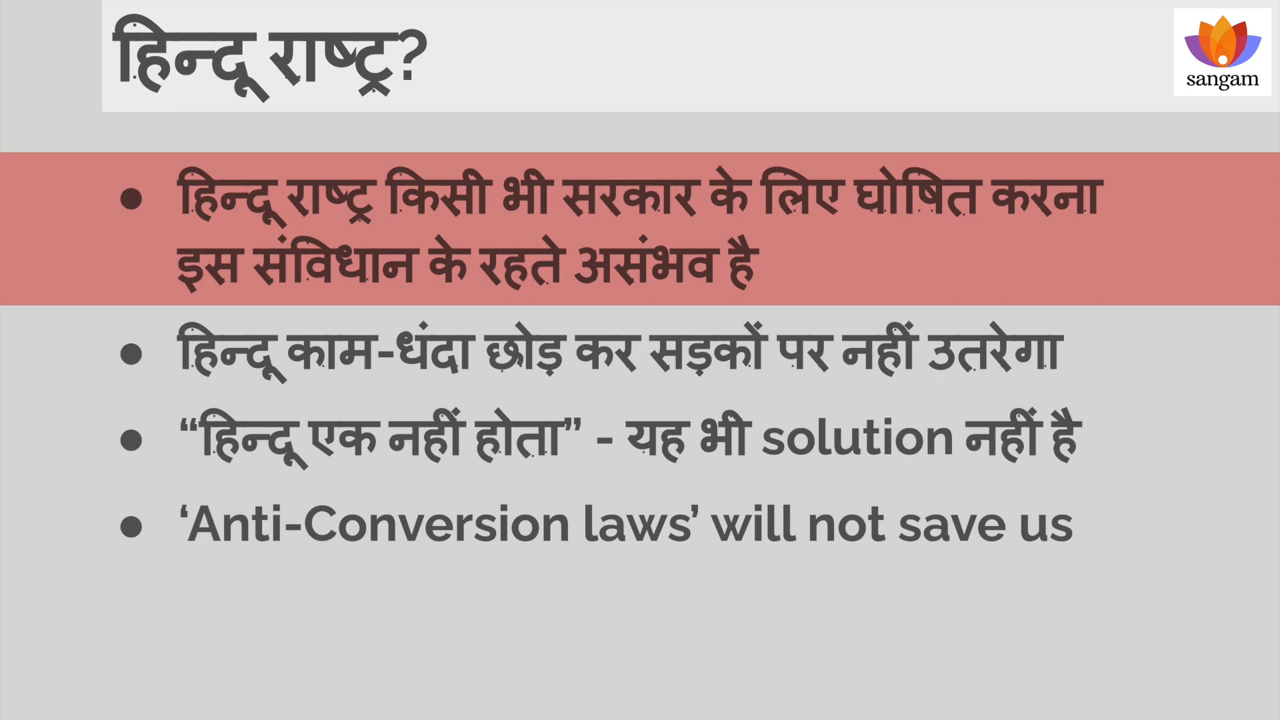 हिन्दू राष्ट्र?
sangam
● हिन्दू राष्ट्र किसी भी सरकार के लिए घोषित करना
इस संविधान के रहते असंभव है
● हिन्दू काम-धंदा छोड़ कर सड़कों पर नहीं उतरेगा
● “हिन्दू एक नहीं होता” - यह भी solution नहीं है
● ‘Anti-Conversion laws’ will not save us